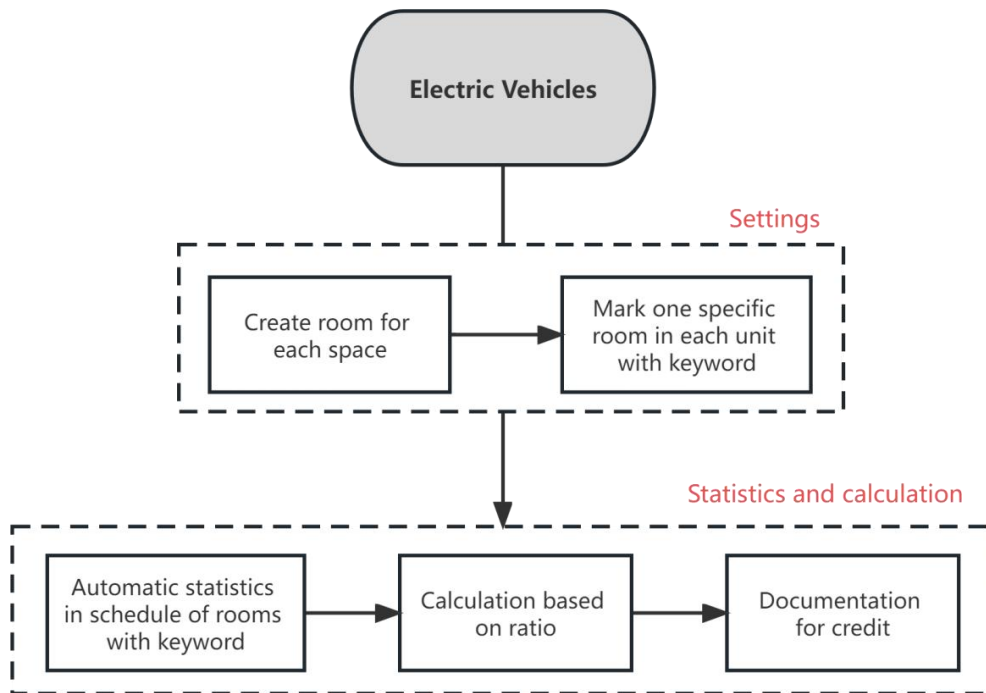 Electric Vehicles
Settings
Create room for
each space
Mark one specific
room in each unit
with keyword
Statistics and calculation
Automatic statistics
in schedule of rooms
with keyword
Calculation based
on ratio
Documentation
for credit